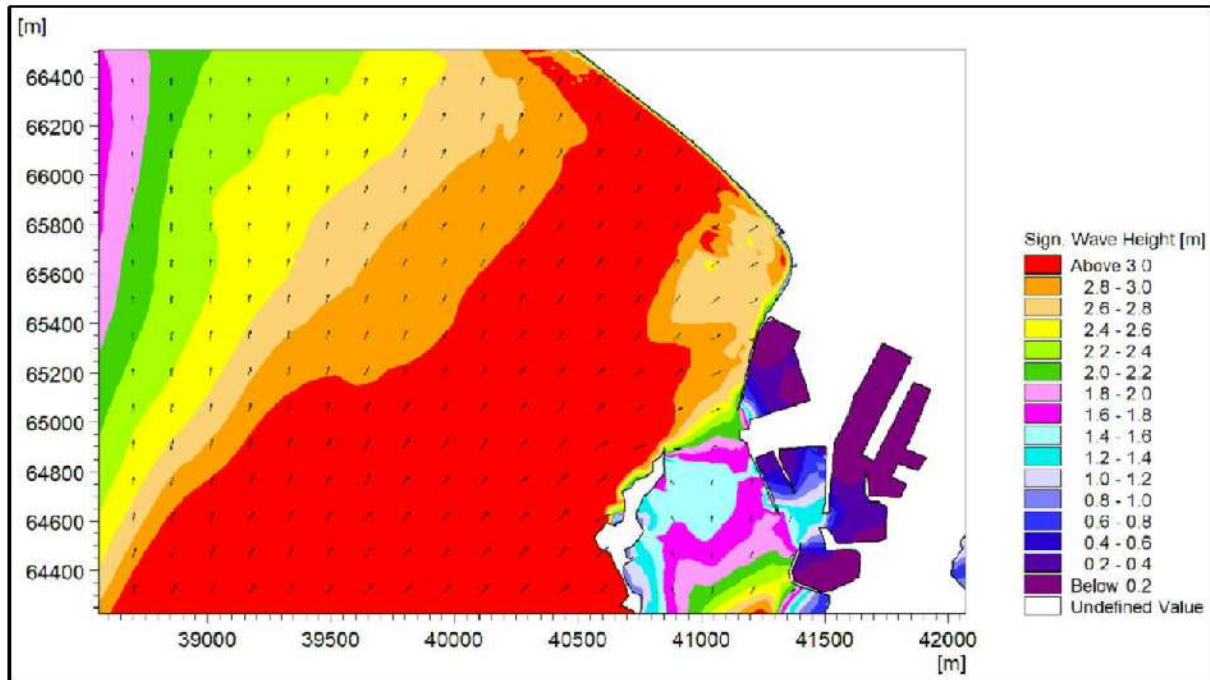 [m]
66400
66200
66000
65800
65600
65400
65200
65000
64800
64600
64400
39000 39500 40000 40500 41000 41500 42000
[m]
Sign. Wave Height [m]
Above 3.0
2.8 - 3.0
2.6 - 2.8
2.4 - 2.6
2.2 - 2.4
2.0 - 2.2
1.8 - 2.0
1.6 - 1.8
1.4 - 1.6
1.2 - 1.4
1.0 - 1.2
0.8 - 1.0
0.6 - 0.8
0.4 - 0.6
0.2 - 0.4
Below 0.2
Undefined Value